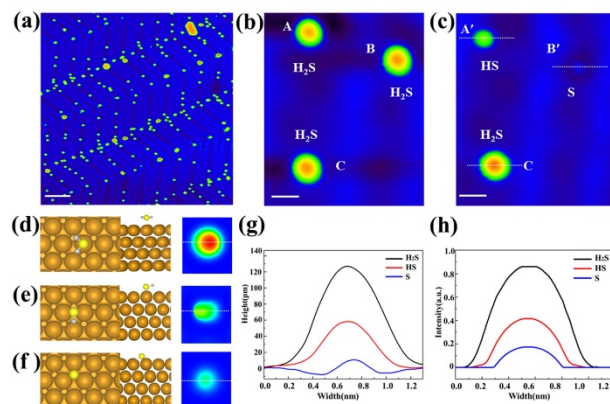 (a)
(b)
A
B
H₂S
H₂S
H₂S
C
(c)
A′
B′
HS
S
H₂S
C
(d)
(e)
(f)
(g)
140
120
100
80
60
40
20
0
Height(pm)
H₂S
HS
S
0.0 0.2 0.4 0.6 0.8 1.0 1.2
Width(nm)
(h)
1.0
0.8
0.6
0.4
0.2
0.0
Intensity(a.u.)
H₂S
HS
S
0.0 0.2 0.4 0.6 0.8 1.0 1.2
Width(nm)